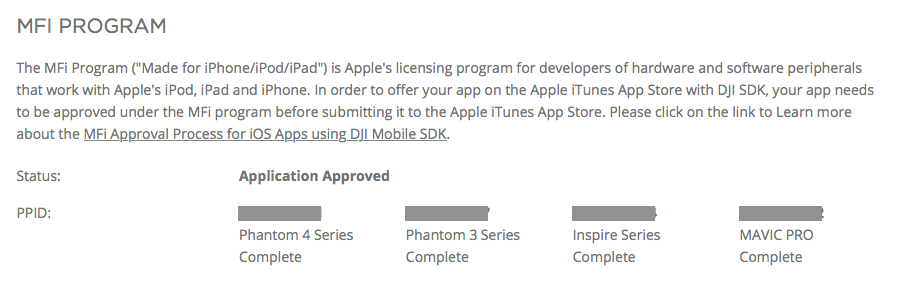 MFI PROGRAM
The MFi Program ("Made for iPhone/iPod/iPad") is Apple's licensing program for developers of hardware and software peripherals
that work with Apple's iPod, iPad and iPhone. In order to offer your app on the Apple iTunes App Store with DJI SDK, your app needs
to be approved under the MFi program before submitting it to the Apple iTunes App Store. Please click on the link to Learn more
about the MFi Approval Process for iOS Apps using DJI Mobile SDK.
Status: Application Approved
PPID:
Phantom 4 Series Phantom 3 Series Inspire Series MAVIC PRO
Complete Complete Complete Complete